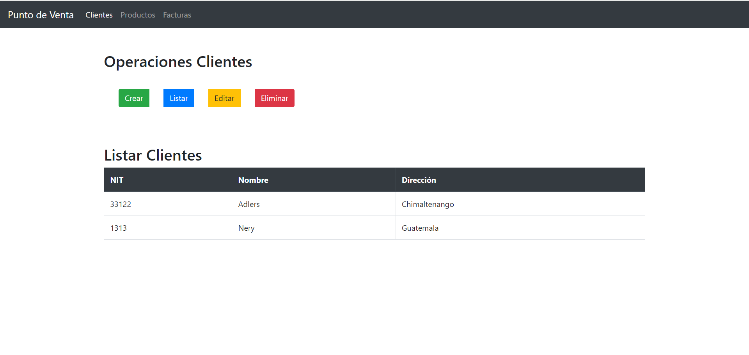 Punto de Venta Clientes Productos Facturas
Operaciones Clientes
Crear Listar Editar Eliminar
Listar Clientes
NIT Nombre Dirección
33122 Adlers Chimaltenango
1313 Nery Guatemala